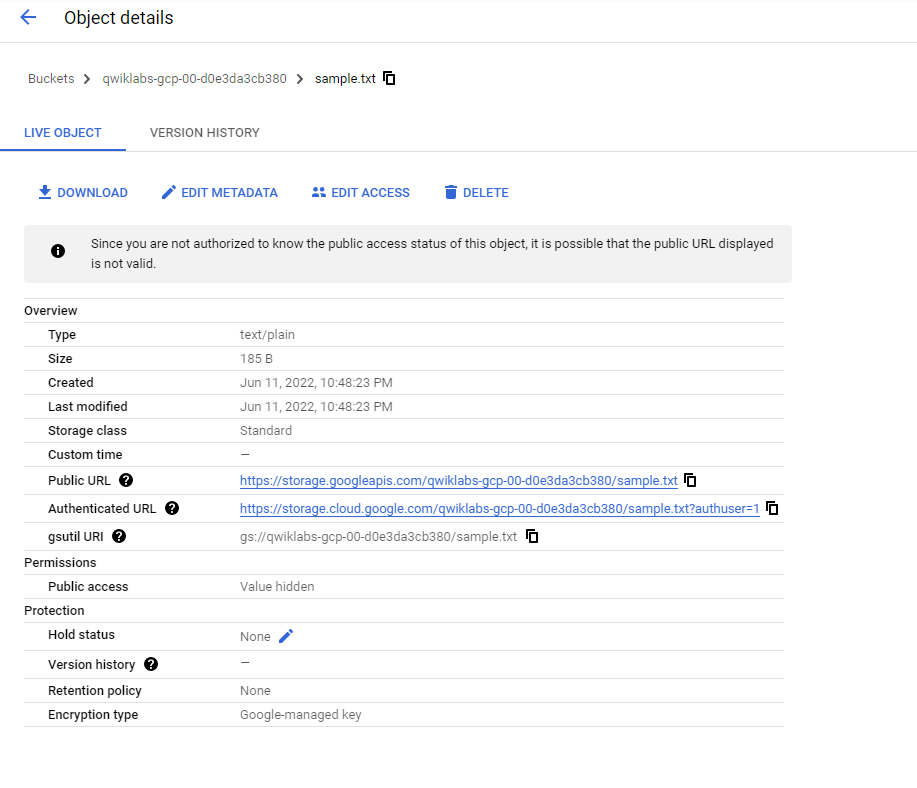 Object details
Buckets > qwiklabs-gcp-00-d0e3da3cb380 > sample.txt
LIVE OBJECT VERSION HISTORY
DOWNLOAD EDIT METADATA EDIT ACCESS DELETE
Since you are not authorized to know the public access status of this object, it is possible that the public URL displayed
is not valid.
Overview
Type text/plain
Size 185 B
Created Jun 11, 2022, 10:48:23 PM
Last modified Jun 11, 2022, 10:48:23 PM
Storage class Standard
Custom time —
Public URL https://storage.googleapis.com/qwiklabs-gcp-00-d0e3da3cb380/sample.txt
Authenticated URL https://storage.cloud.google.com/qwiklabs-gcp-00-d0e3da3cb380/sample.txt?authuser=1
gsutil URI gs://qwiklabs-gcp-00-d0e3da3cb380/sample.txt
Permissions
Public access Value hidden
Protection
Hold status None
Version history —
Retention policy None
Encryption type Google-managed key